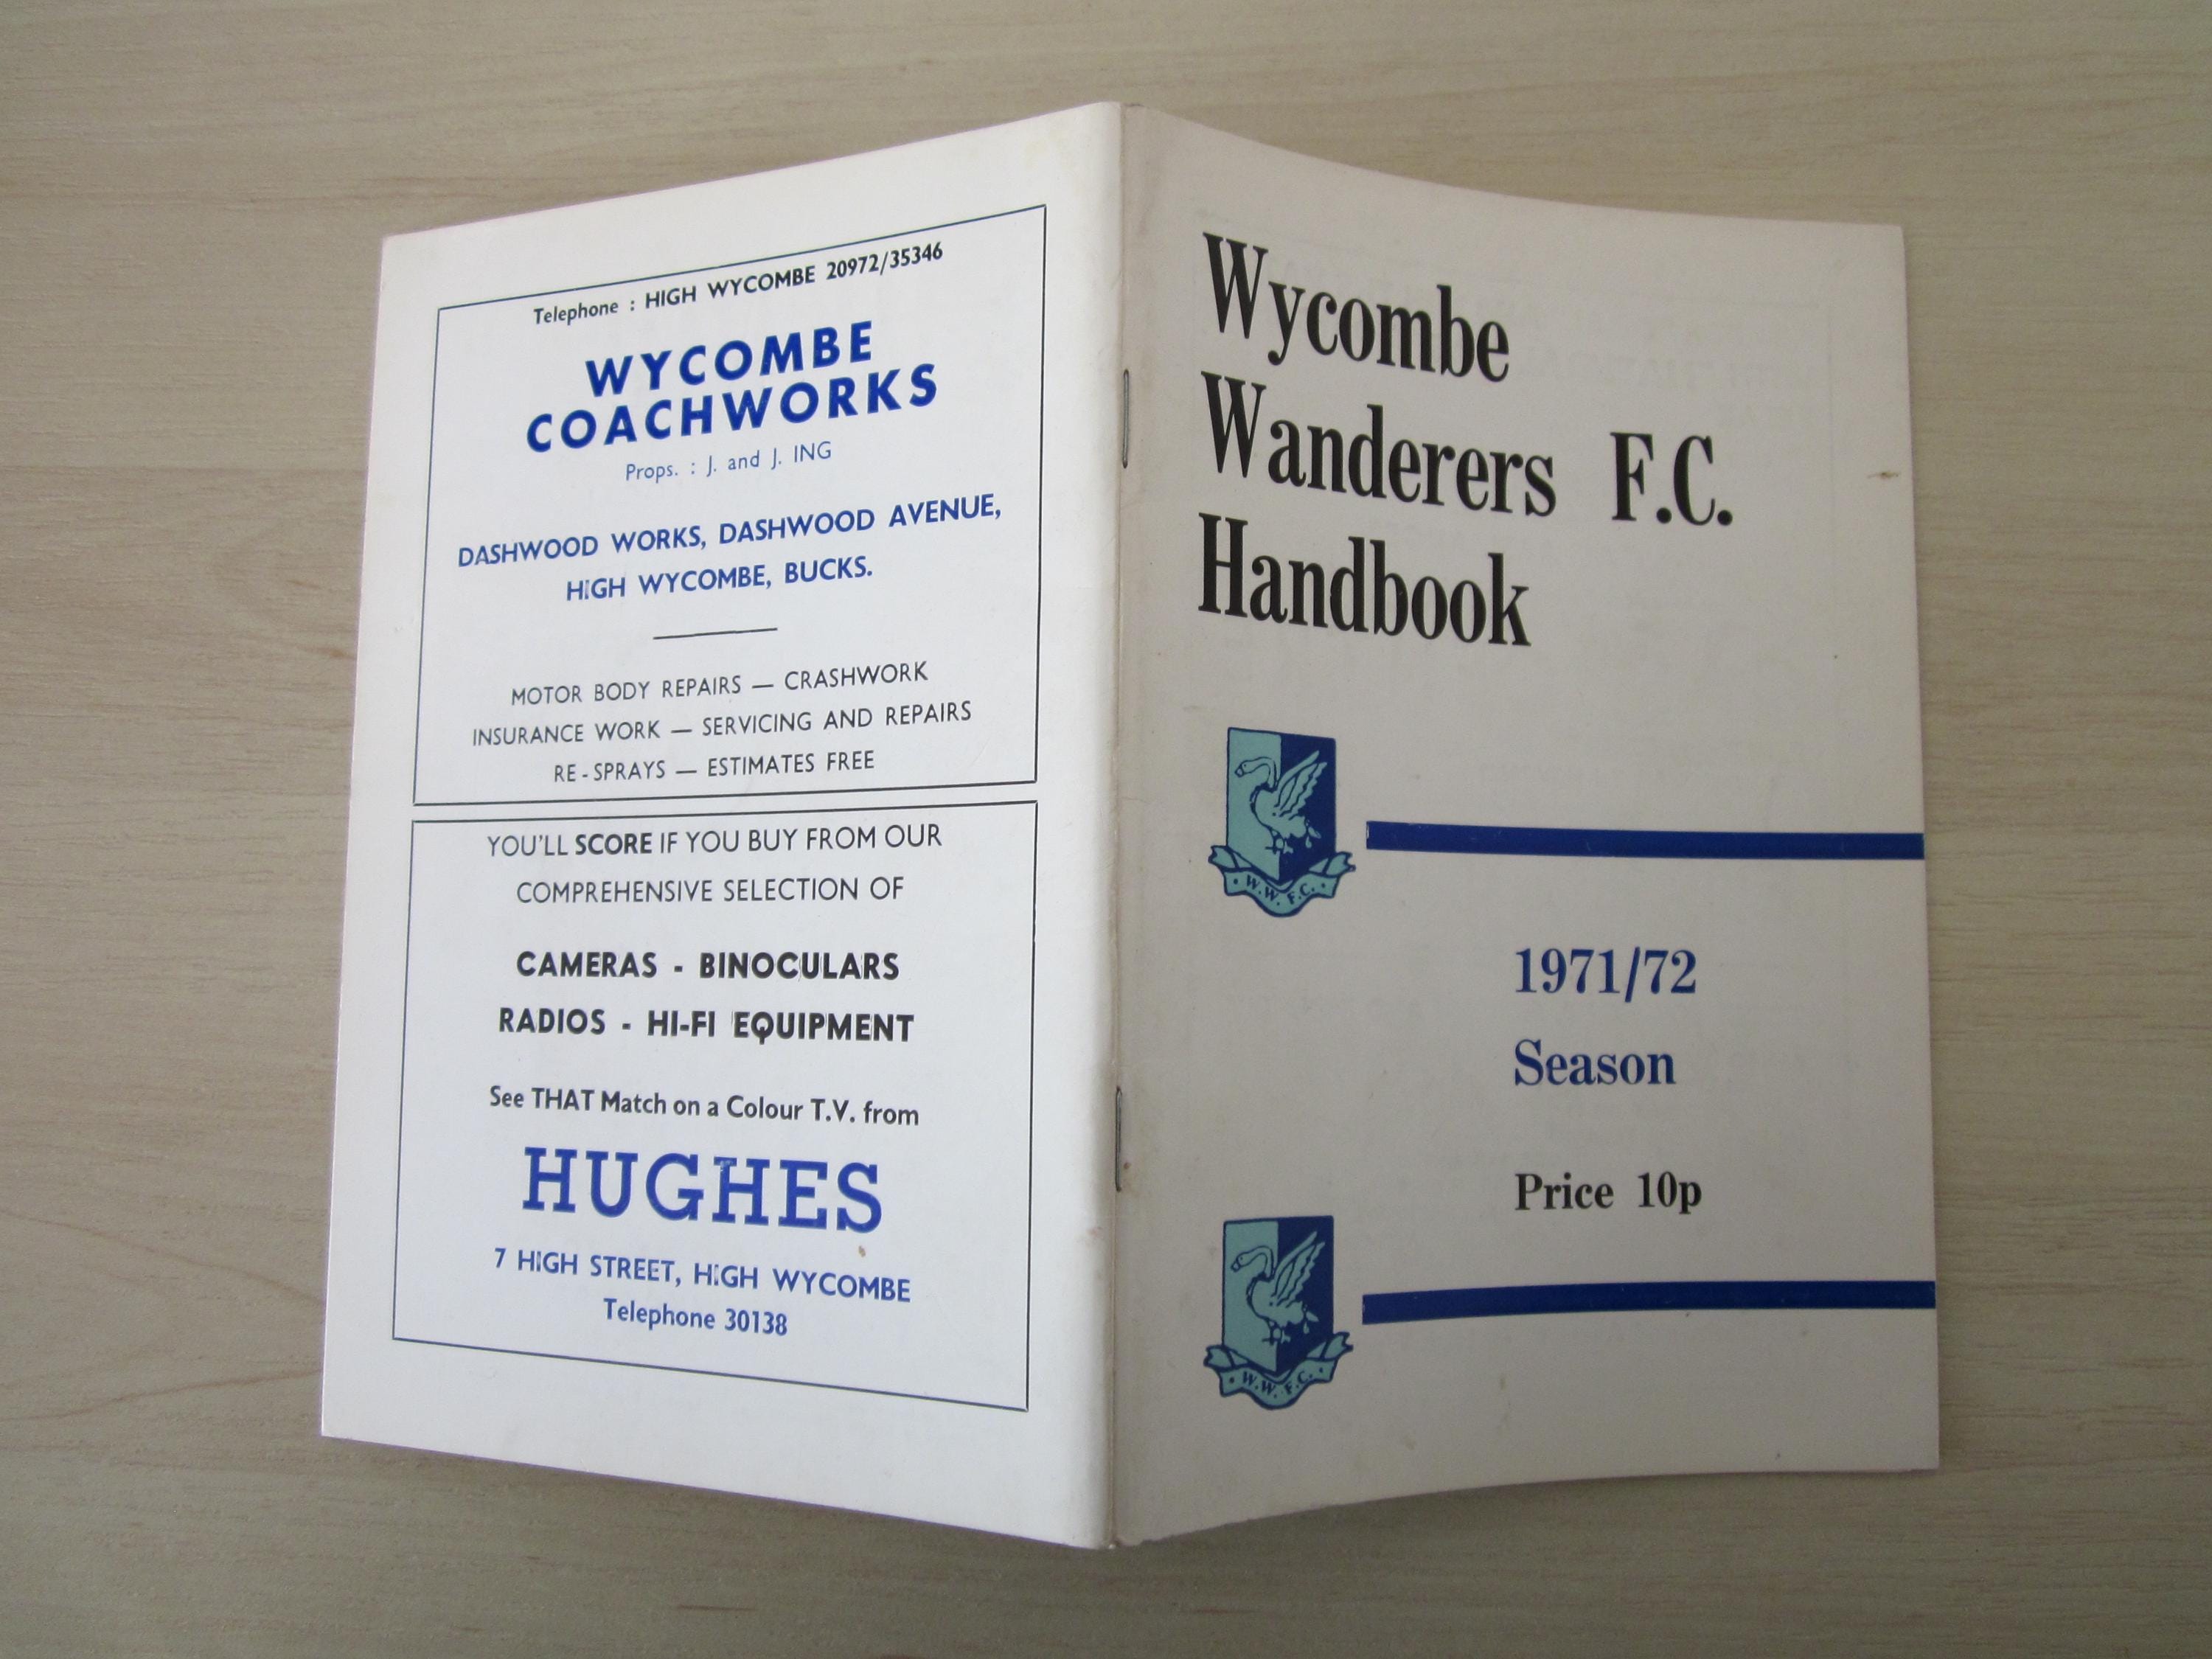 Telephone : HIGH WYCOMBE 20972/35346
WYCOMBE
COACHWORKS
Props. : J. and J. ING
DASHWOOD WORKS, DASHWOOD AVENUE,
HIGH WYCOMBE, BUCKS.
MOTOR BODY REPAIRS — CRASHWORK
INSURANCE WORK — SERVICING AND REPAIRS
RE-SPRAYS — ESTIMATES FREE
YOU'LL SCORE IF YOU BUY FROM OUR
COMPREHENSIVE SELECTION OF
CAMERAS - BINOCULARS
RADIOS - HI-FI EQUIPMENT
See THAT Match on a Colour T.V. from
HUGHES
7 HIGH STREET, HIGH WYCOMBE
Telephone 30138
Wycombe
Wanderers F.C.
Handbook
W.W.F.C.
1971/72
Season
Price 10p
W.W.F.C.